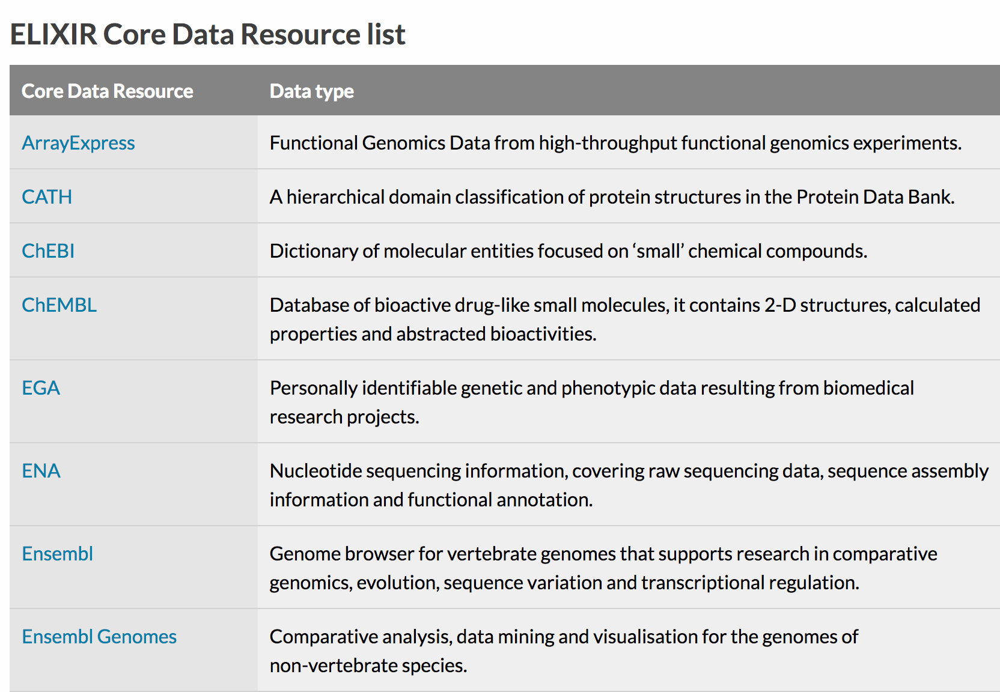 ELIXIR Core Data Resource list
Core Data Resource Data type
ArrayExpress Functional Genomics Data from high-throughput functional genomics experiments.
CATH A hierarchical domain classification of protein structures in the Protein Data Bank.
ChEBI Dictionary of molecular entities focused on ‘small’ chemical compounds.
ChEMBL Database of bioactive drug-like small molecules, it contains 2-D structures, calculated
properties and abstracted bioactivities.
EGA Personally identifiable genetic and phenotypic data resulting from biomedical
research projects.
ENA Nucleotide sequencing information, covering raw sequencing data, sequence assembly
information and functional annotation.
Ensembl Genome browser for vertebrate genomes that supports research in comparative
genomics, evolution, sequence variation and transcriptional regulation.
Ensembl Genomes Comparative analysis, data mining and visualisation for the genomes of
non-vertebrate species.